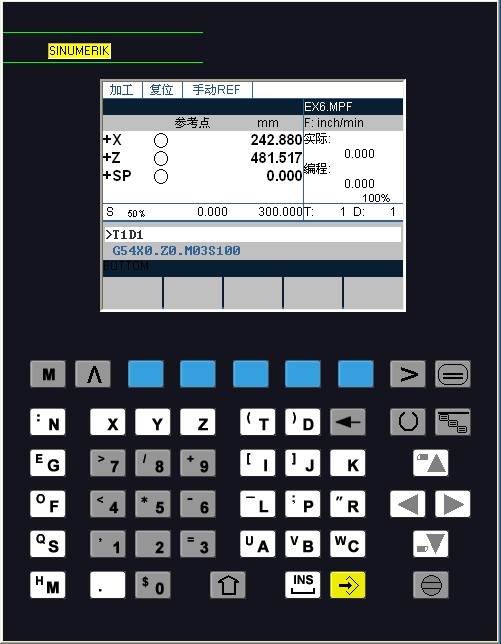 SINUMERIK
加工 复位 手动REF
EX6.MPF
参考点 mm F: inch/min
+X 242.880 实际:
0.000
+Z 481.517
编程:
+SP 0.000
0.000
100%
S 50% 0.000 300.000 T: 1 D: 1
>T1D1
G54X0.Z0.M03S100
BOTTOM
M Λ >
: N X Y Z ( T ) D
E G > 7 / 8 + 9 [ I ] J K
O F < 4 * 5 - 6 ‾ L ; P " R
Q S ' 1 2 = 3 U A V B W C
H M . $ 0 INS